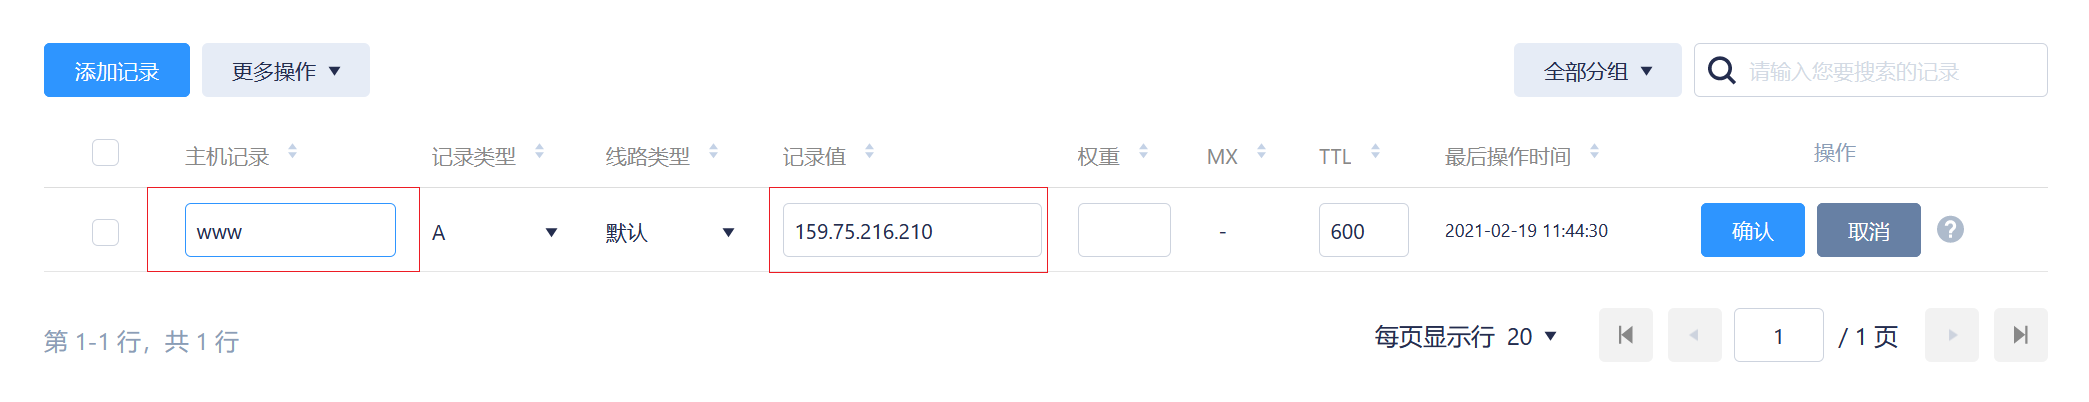 添加记录 更多操作 全部分组 请输入您要搜索的记录
主机记录 记录类型 线路类型 记录值 权重 MX TTL 最后操作时间 操作
www A 默认 159.75.216.210 - 600 2021-02-19 11:44:30 确认 取消 ?
第 1-1 行，共 1 行 每页显示行 20 1 / 1 页